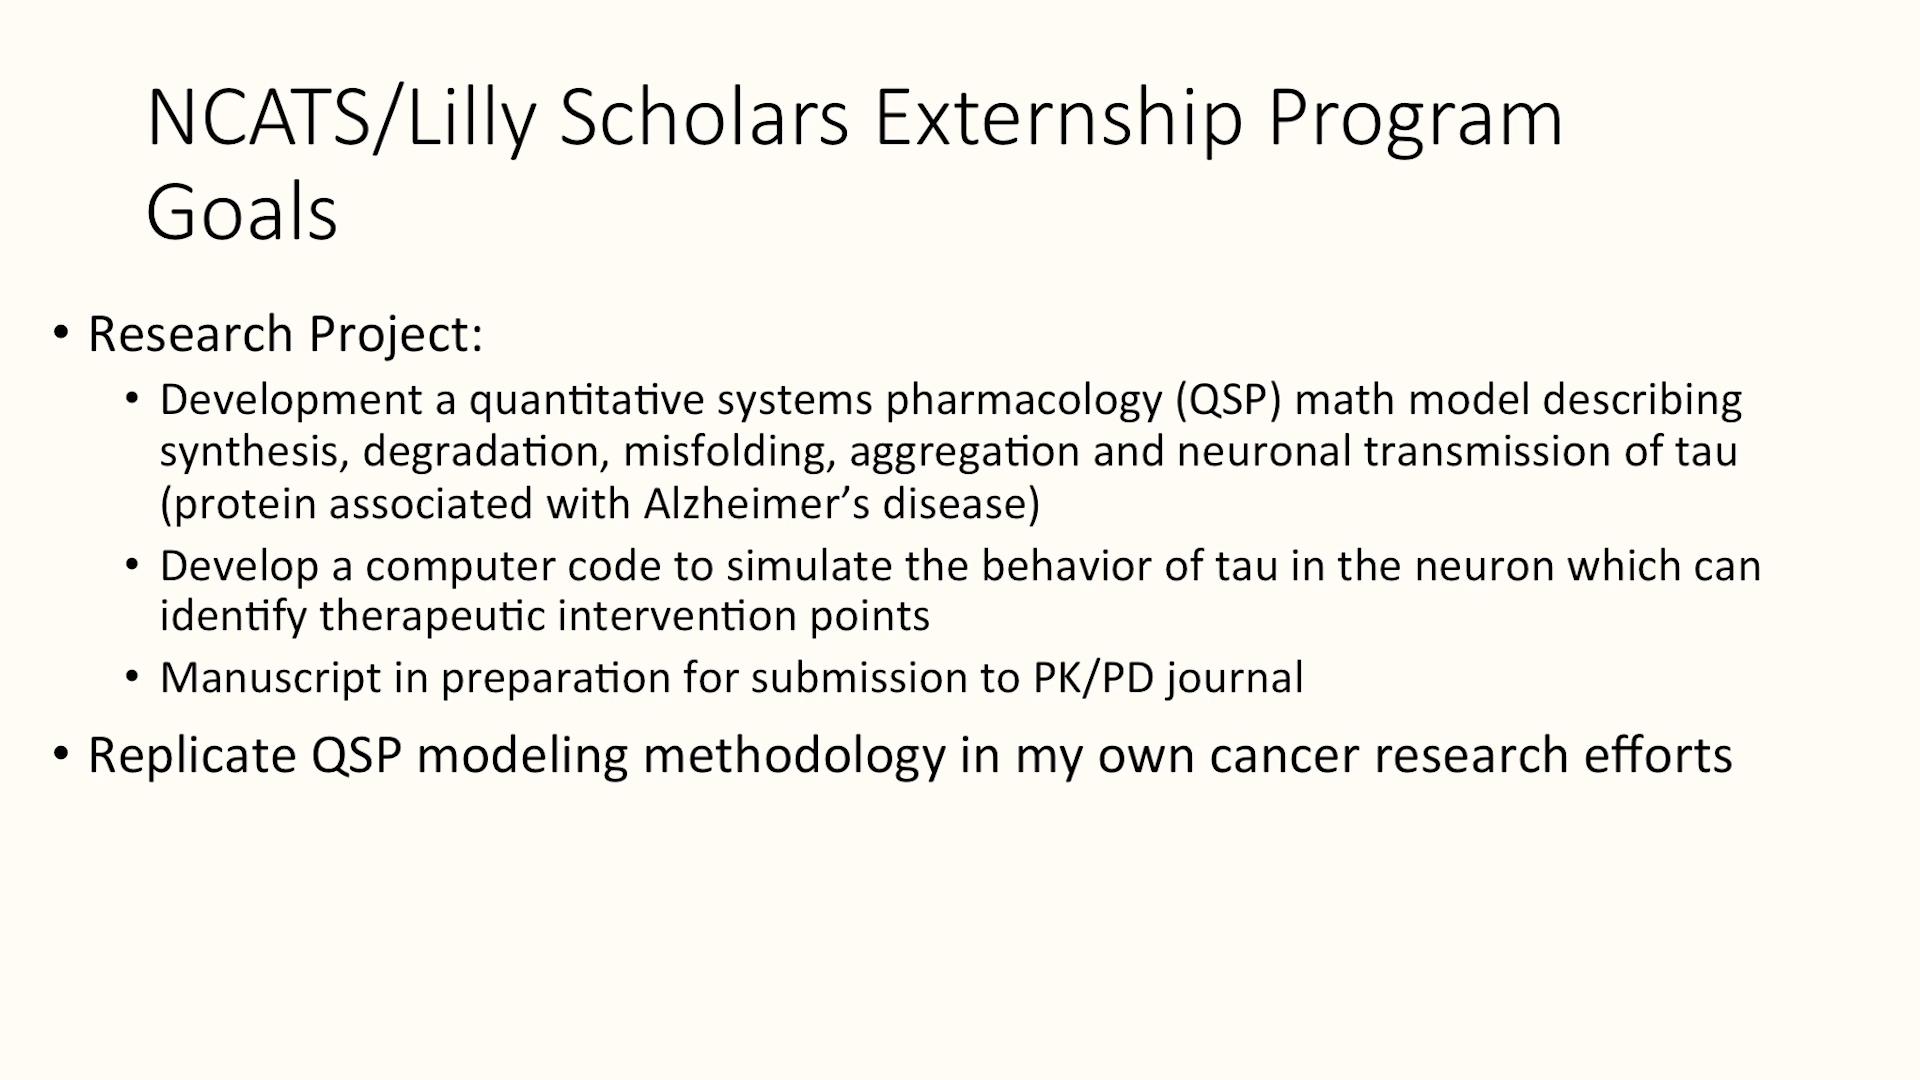 NCATS/Lilly Scholars Externship Program
Goals
• Research Project:
• Development a quantitative systems pharmacology (QSP) math model describing
synthesis, degradation, misfolding, aggregation and neuronal transmission of tau
(protein associated with Alzheimer’s disease)
• Develop a computer code to simulate the behavior of tau in the neuron which can
identify therapeutic intervention points
• Manuscript in preparation for submission to PK/PD journal
• Replicate QSP modeling methodology in my own cancer research efforts